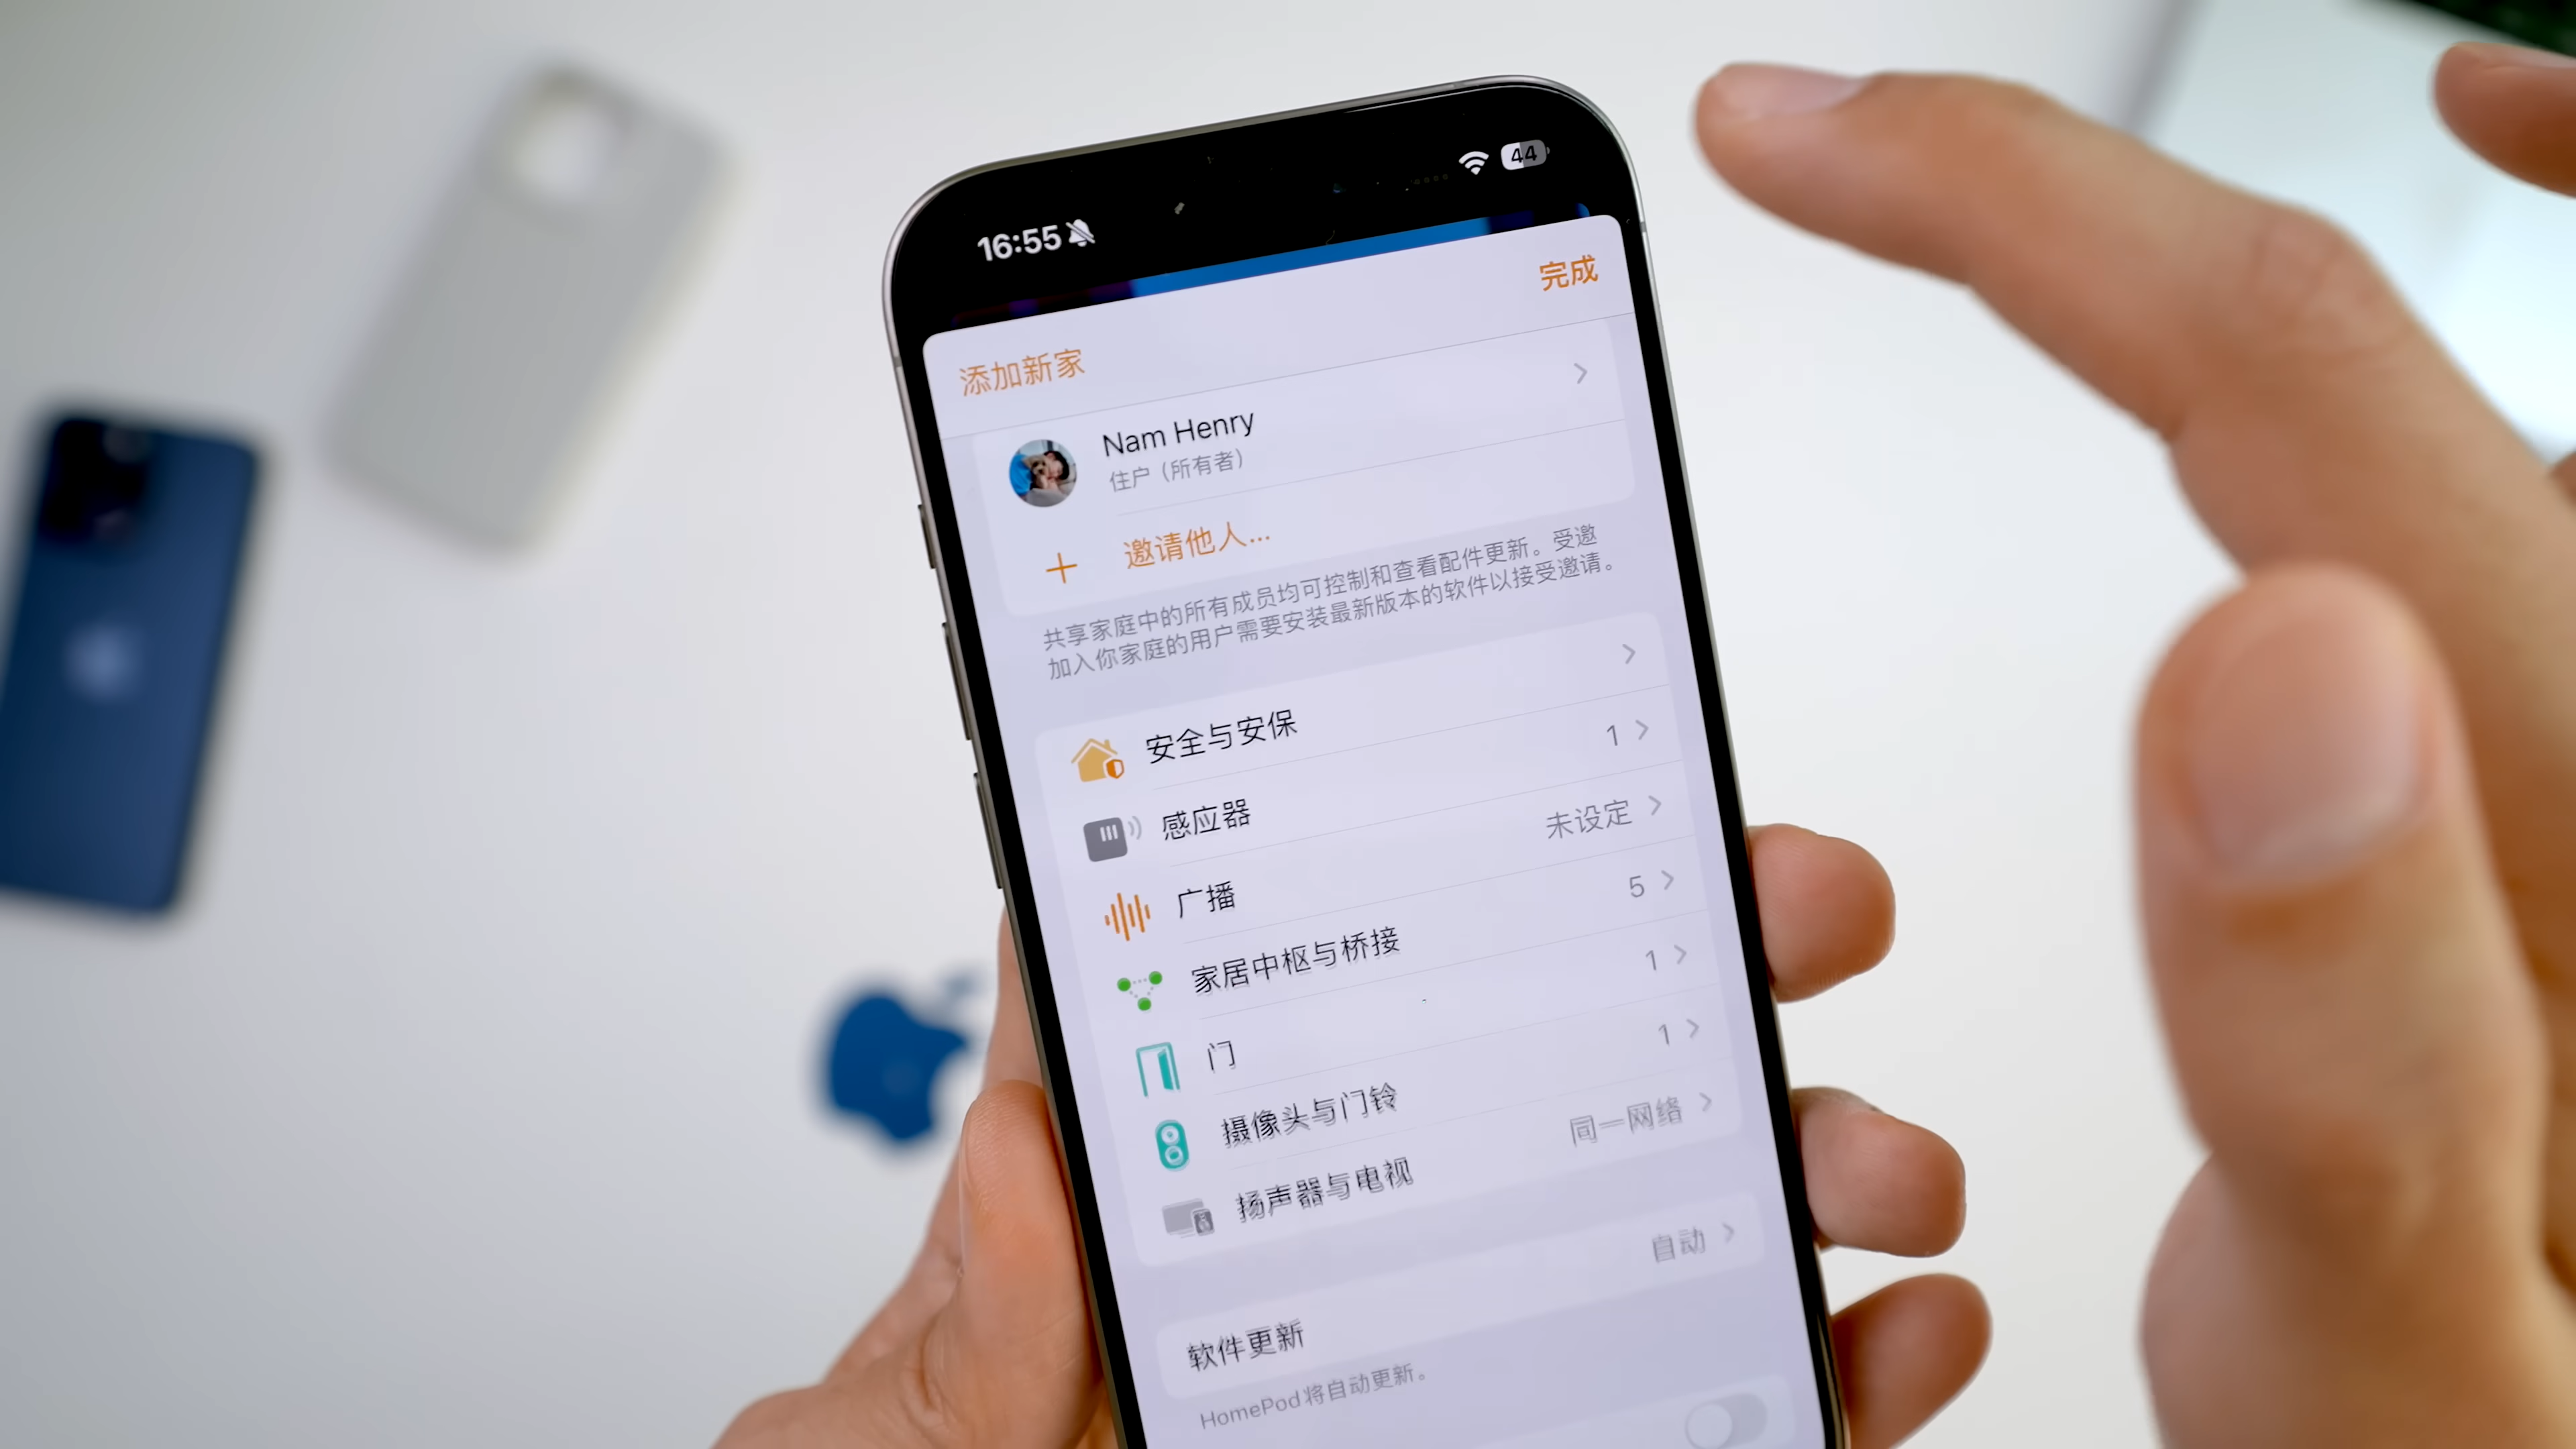 16:55
44
添加新家
完成
Nam Henry
住户（所有者）
邀请他人...
共享家庭中的所有成员均可控制和查看配件更新。受邀
加入你家庭的用户需要安装最新版本的软件以接受邀请。
安全与安保
感应器 1
广播 未设定
家居中枢与桥接 5
门 1
摄像头与门铃 1
扬声器与电视 同一网络
软件更新 自动
HomePod将自动更新。